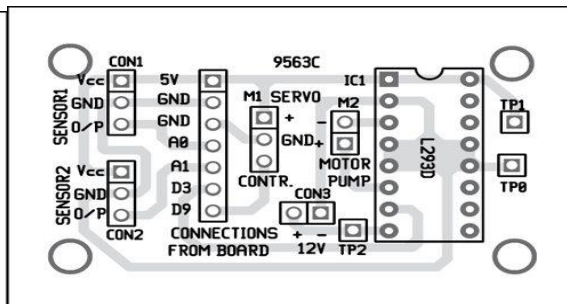 CON1
9563C
Vcc
GND
O/P
SENSOR1
5V
GND
GND
A0
A1
D3
D9
M1 SERVO
+
GND
CONTR.
M2
-
+
MOTOR
PUMP
IC1
L293D
TP1
TP0
SENSOR2
Vcc
GND
O/P
CON2
CONNECTIONS
FROM BOARD
CON3
+ -
12V
TP2